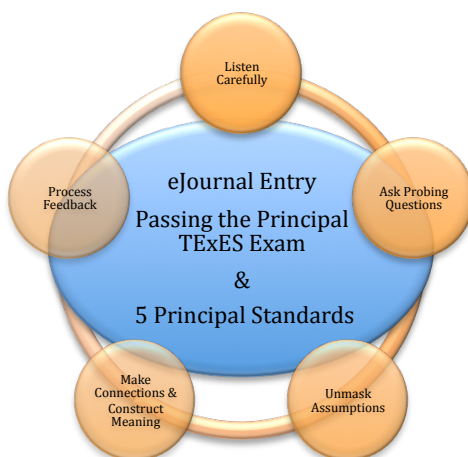 Listen
Carefully
Process
Feedback
eJournal Entry
Passing the Principal
TExES Exam
&
5 Principal Standards
Ask Probing
Questions
Make
Connections &
Construct
Meaning
Unmask
Assumptions